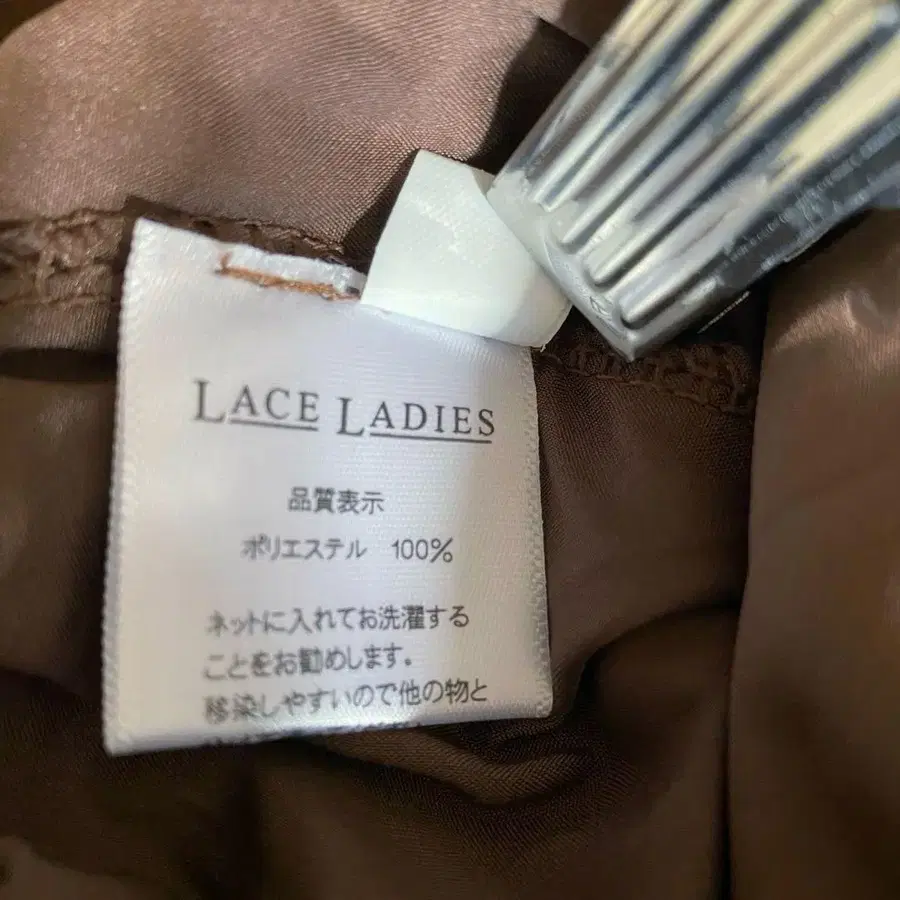 LACE LADIES
品質表示
ポリエステル 100%
ネットに入れてお洗濯する
ことをお勧めします。
移染しやすいので他の物と